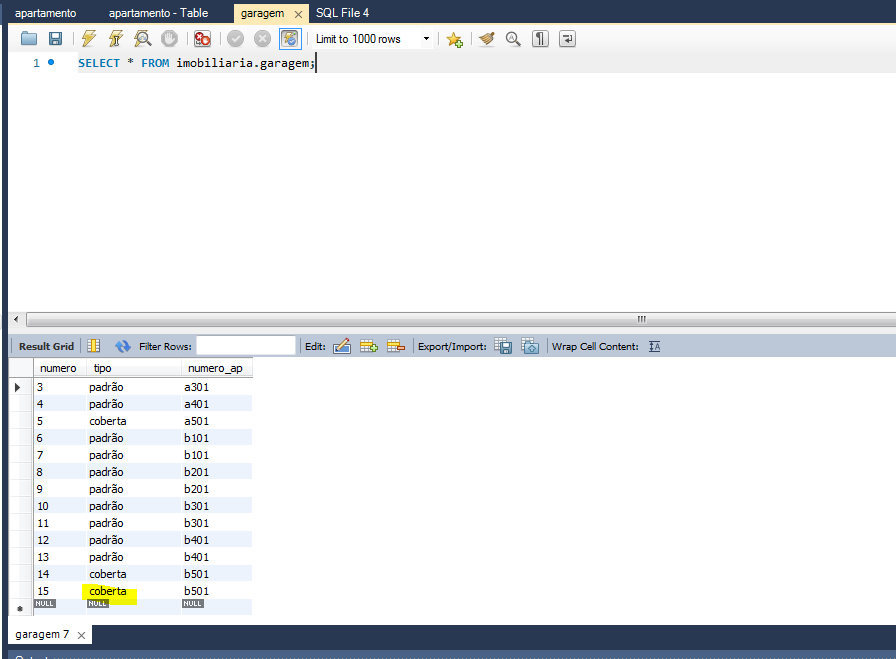 apartamento apartamento - Table garagem SQL File 4
Limit to 1000 rows
1 SELECT * FROM imobiliaria.garagem;
Result Grid Filter Rows: Edit: Export/Import: Wrap Cell Content:
numero tipo numero_ap
3 padrão a301
4 padrão a401
5 coberta a501
6 padrão b101
7 padrão b101
8 padrão b201
9 padrão b201
10 padrão b301
11 padrão b301
12 padrão b401
13 padrão b401
14 coberta b501
15 coberta b501
NULL NULL NULL
garagem 7